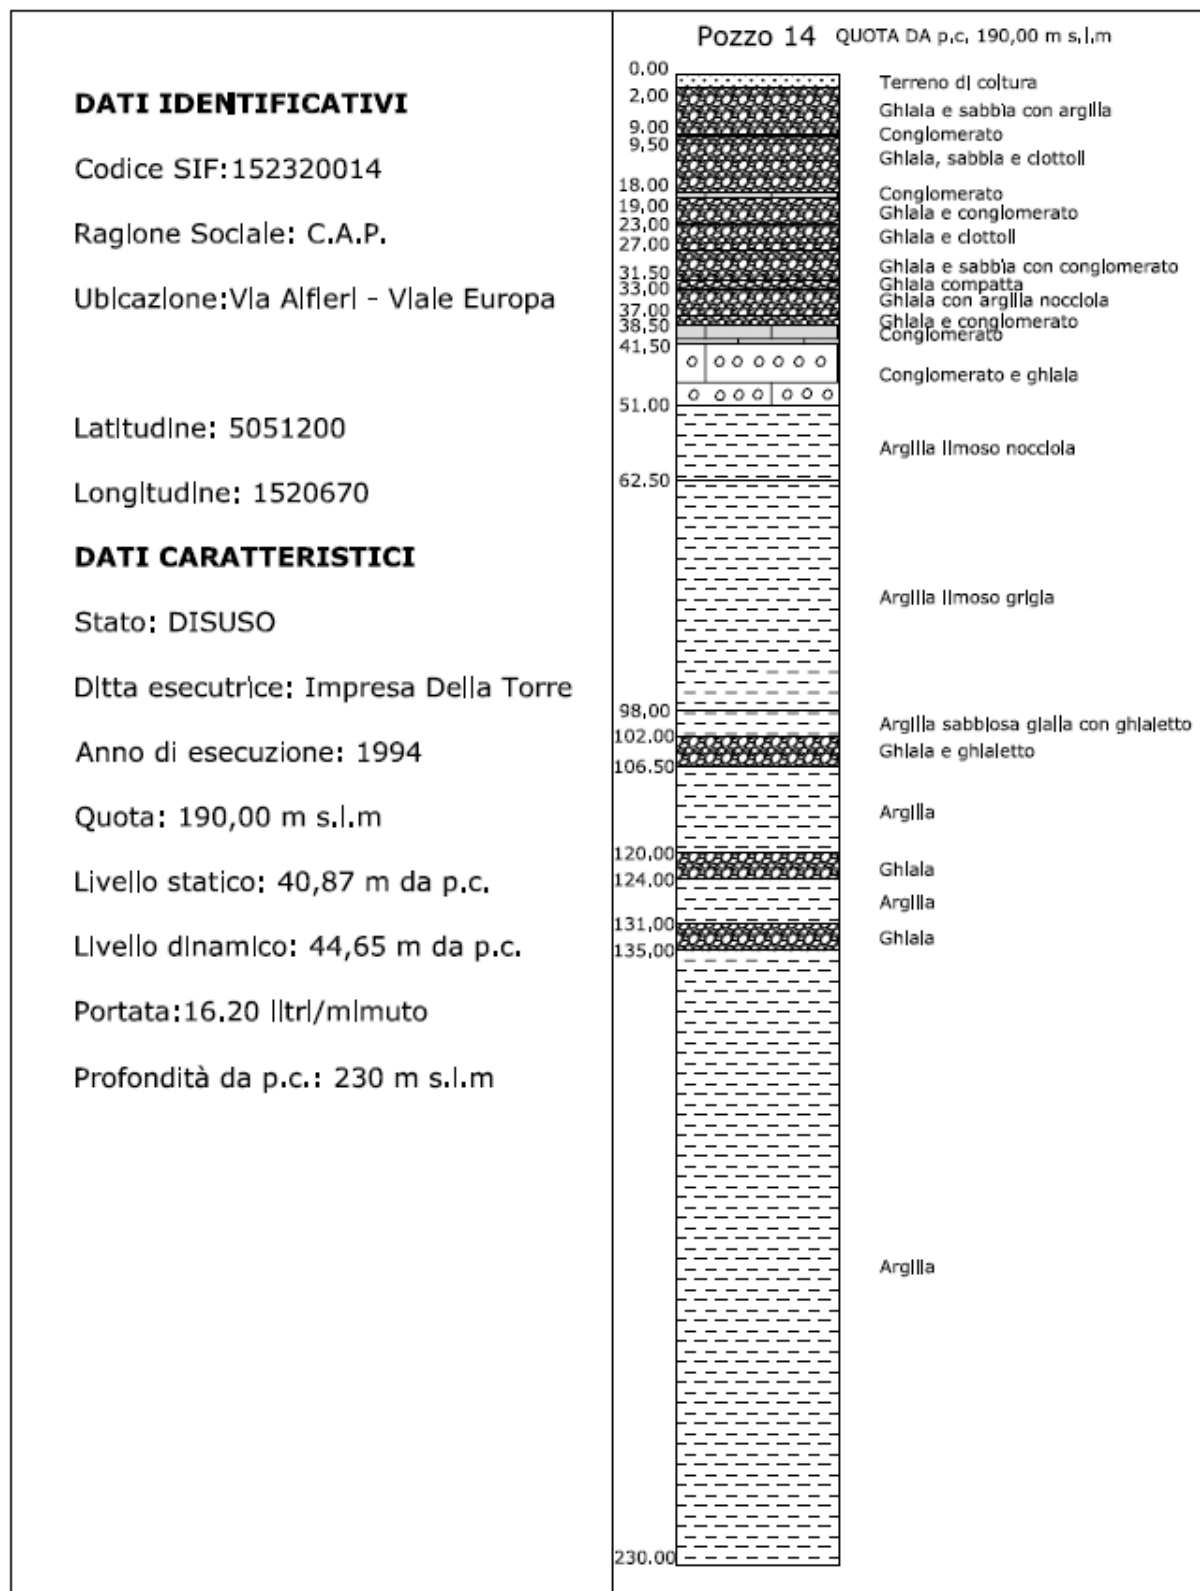 DATI IDENTIFICATIVI
Codice SIF:152320014
Ragione Sociale: C.A.P.
Ubicazione:Via Alfieri - Viale Europa
Latitudine: 5051200
Longitudine: 1520670
DATI CARATTERISTICI
Stato: DISUSO
Ditta esecutrice: Impresa Della Torre
Anno di esecuzione: 1994
Quota: 190,00 m s.l.m
Livello statico: 40,87 m da p.c.
Livello dinamico: 44,65 m da p.c.
Portata:16.20 litri/mimuto
Profondità da p.c.: 230 m s.l.m
Pozzo 14 QUOTA DA p.c. 190,00 m s.l.m
0.00
Terreno di coltura
2,00
Ghiaia e sabbia con argilla
9.00
Conglomerato
9,50
Ghiaia, sabbia e ciottoli
18.00
Conglomerato
19,00
Ghiaia e conglomerato
23,00
Ghiaia e ciottoli
27.00
Ghiaia e sabbia con conglomerato
31.50
Ghiaia compatta
33,00
Ghiaia con argilla nocciola
37.00
Ghiaia e conglomerato
38,50
Conglomerato
41,50
Conglomerato e ghiaia
51.00
Argilla limoso nocciola
62.50
Argilla limoso grigia
98,00
Argilla sabbiosa gialla con ghiaietto
102.00
Ghiaia e ghiaietto
106.50
Argilla
120.00
Ghiaia
124.00
Argilla
131,00
Ghiaia
135,00
Argilla
230.00